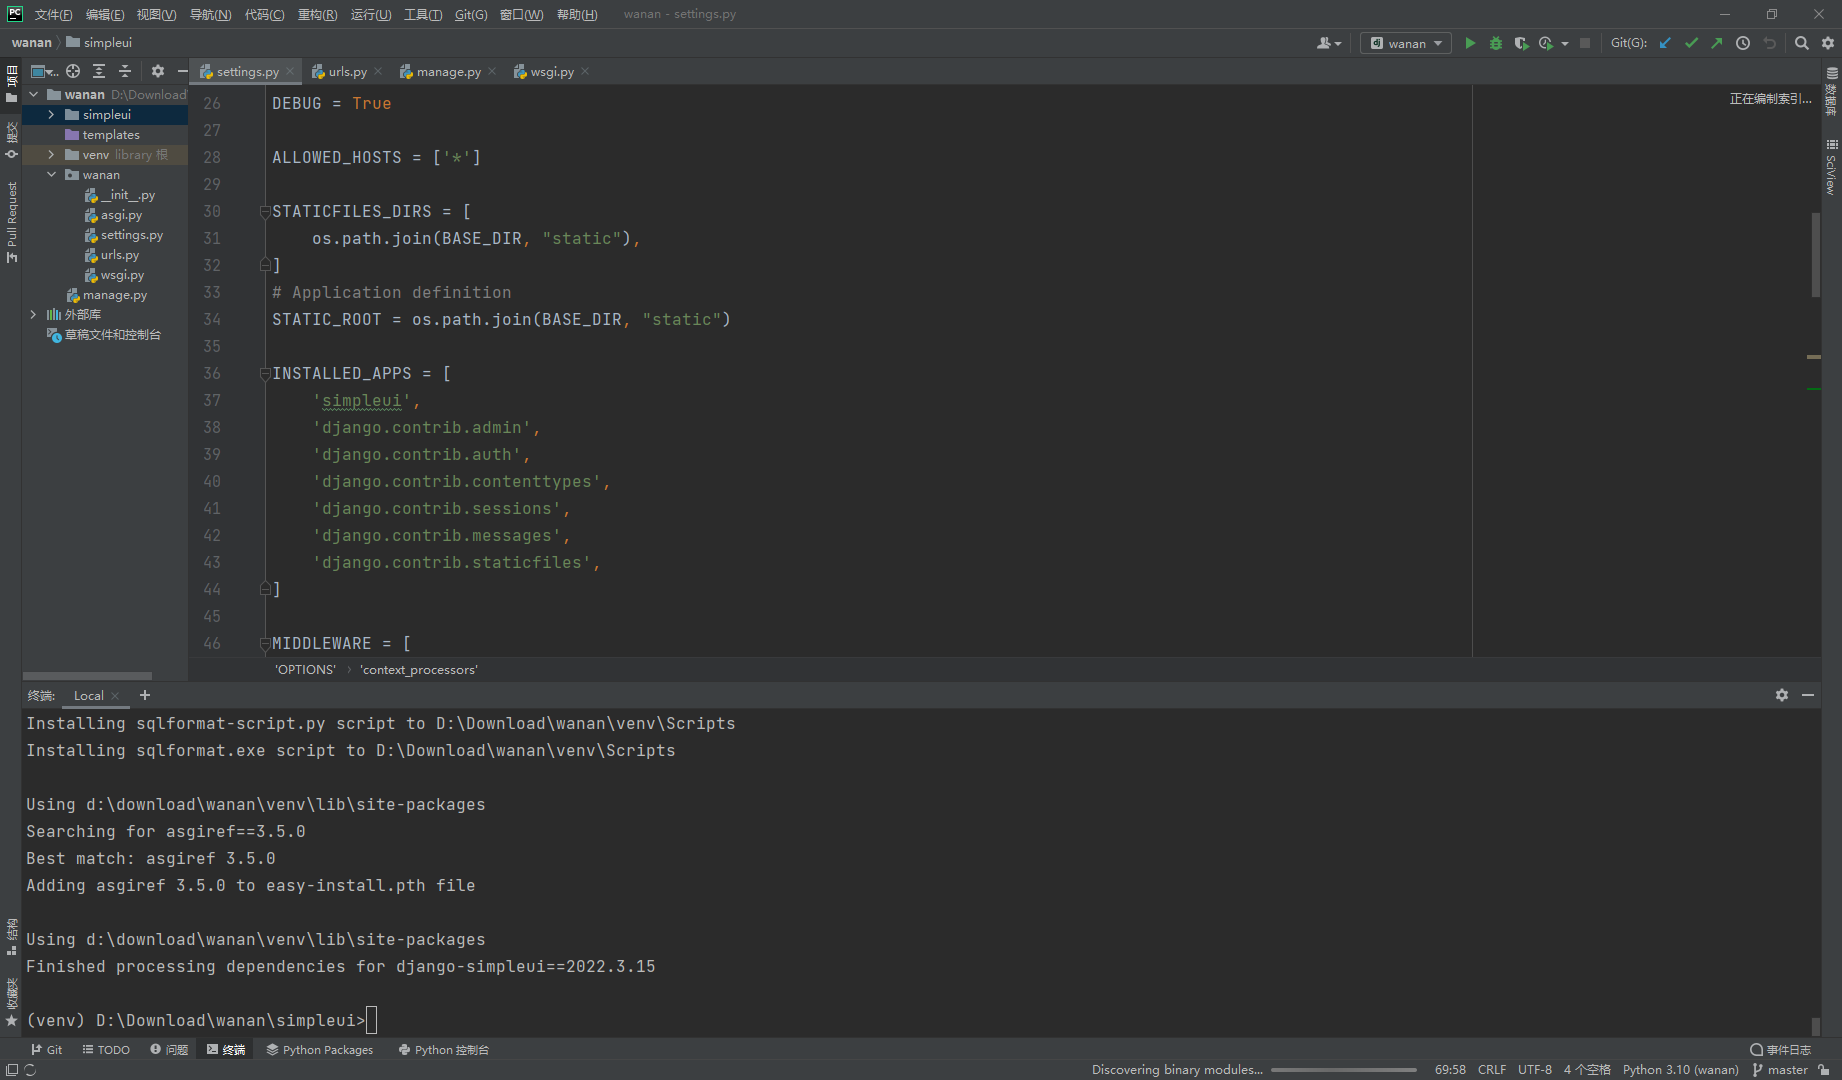 PC 文件(F) 编辑(E) 视图(V) 导航(N) 代码(C) 重构(R) 运行(U) 工具(T) Git(G) 窗口(W) 帮助(H) wanan - settings.py
wanan simpleui
wanan
Git(G):
项目
提交
Pull Request
结构
收藏夹
wanan D:\Download
simpleui
templates
venv library 根
wanan
__init__.py
asgi.py
settings.py
urls.py
wsgi.py
manage.py
外部库
草稿文件和控制台
settings.py urls.py manage.py wsgi.py
正在编制索引...
数据库
SciView
26 DEBUG = True
27
28 ALLOWED_HOSTS = ['*']
29
30 STATICFILES_DIRS = [
31 os.path.join(BASE_DIR, "static"),
32 ]
33 # Application definition
34 STATIC_ROOT = os.path.join(BASE_DIR, "static")
35
36 INSTALLED_APPS = [
37 'simpleui',
38 'django.contrib.admin',
39 'django.contrib.auth',
40 'django.contrib.contenttypes',
41 'django.contrib.sessions',
42 'django.contrib.messages',
43 'django.contrib.staticfiles',
44 ]
45
46 MIDDLEWARE = [
'OPTIONS' 'context_processors'
终端: Local
Installing sqlformat-script.py script to D:\Download\wanan\venv\Scripts
Installing sqlformat.exe script to D:\Download\wanan\venv\Scripts
Using d:\download\wanan\venv\lib\site-packages
Searching for asgiref==3.5.0
Best match: asgiref 3.5.0
Adding asgiref 3.5.0 to easy-install.pth file
Using d:\download\wanan\venv\lib\site-packages
Finished processing dependencies for django-simpleui==2022.3.15
(venv) D:\Download\wanan\simpleui>
Git TODO 问题 终端 Python Packages Python 控制台 事件日志
Discovering binary modules... 69:58 CRLF UTF-8 4 个空格 Python 3.10 (wanan) master